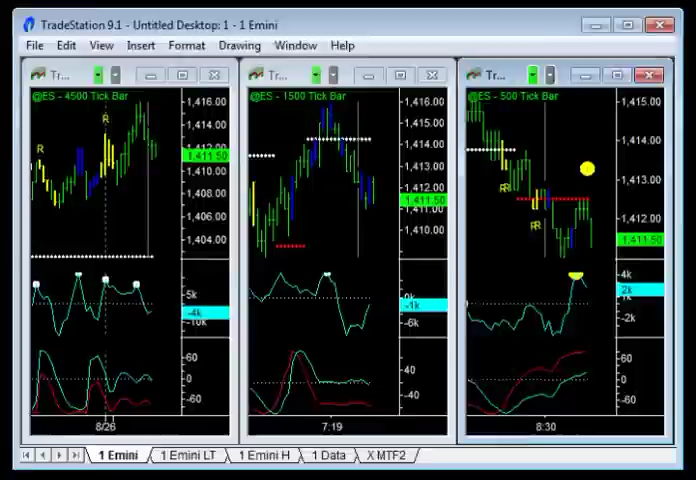 TradeStation 9.1 - Untitled Desktop: 1 - 1 Emini
File Edit View Insert Format Drawing Window Help
Tr...
@ES - 4500 Tick Bar
R
R
1,416.00
1,414.00
1,412.00
1,411.50
1,410.00
1,408.00
1,406.00
1,404.00
5k
-4k
-10k
60
0
-60
8/26
Tr...
@ES - 1500 Tick Bar
1,416.00
1,414.00
1,413.00
1,412.00
1,411.50
1,410.00
0k
-1k
-6k
40
-40
7:19
Tr...
@ES - 500 Tick Bar
RR
RR
1,415.00
1,414.00
1,413.00
1,412.00
1,411.50
4k
2k
1k
-2k
60
0
-60
8:30
1 Emini 1 Emini LT 1 Emini H 1 Data X MTF2